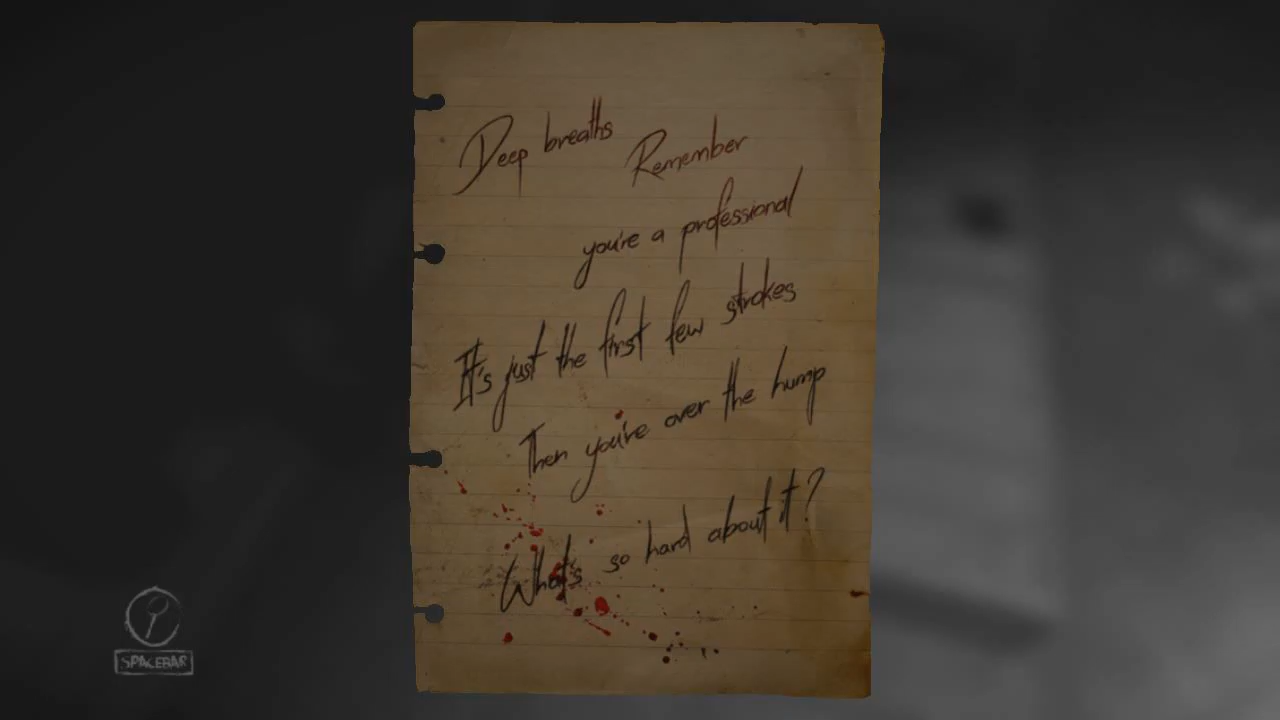 Deep breaths
Remember
you're a professional
It's just the first few strokes
Then you're over the hump
What's so hard about it?
SPACEBAR